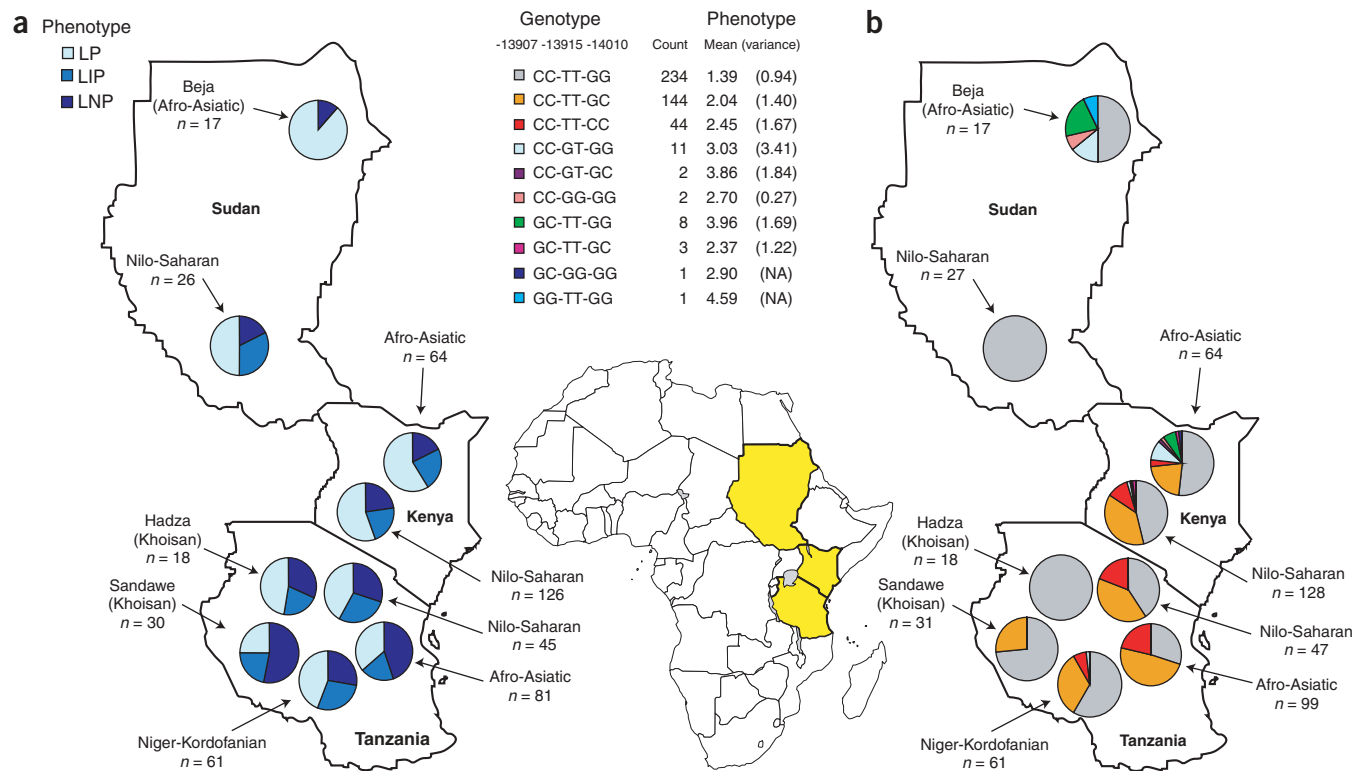 a
Phenotype
LP
LIP
LNP
Beja
(Afro-Asiatic)
n = 17
Sudan
Nilo-Saharan
n = 26
Afro-Asiatic
n = 64
Kenya
Hadza
(Khoisan)
n = 18
Sandawe
(Khoisan)
n = 30
Nilo-Saharan
n = 126
Nilo-Saharan
n = 45
Afro-Asiatic
n = 81
Niger-Kordofanian
n = 61
Tanzania
Genotype Phenotype
-13907 -13915 -14010 Count Mean (variance)
CC-TT-GG 234 1.39 (0.94)
CC-TT-GC 144 2.04 (1.40)
CC-TT-CC 44 2.45 (1.67)
CC-GT-GG 11 3.03 (3.41)
CC-GT-GC 2 3.86 (1.84)
CC-GG-GG 2 2.70 (0.27)
GC-TT-GG 8 3.96 (1.69)
GC-TT-GC 3 2.37 (1.22)
GC-GG-GG 1 2.90 (NA)
GG-TT-GG 1 4.59 (NA)
b
Beja
(Afro-Asiatic)
n = 17
Sudan
Nilo-Saharan
n = 27
Afro-Asiatic
n = 64
Kenya
Hadza
(Khoisan)
n = 18
Sandawe
(Khoisan)
n = 31
Nilo-Saharan
n = 128
Nilo-Saharan
n = 47
Afro-Asiatic
n = 99
Niger-Kordofanian
n = 61
Tanzania